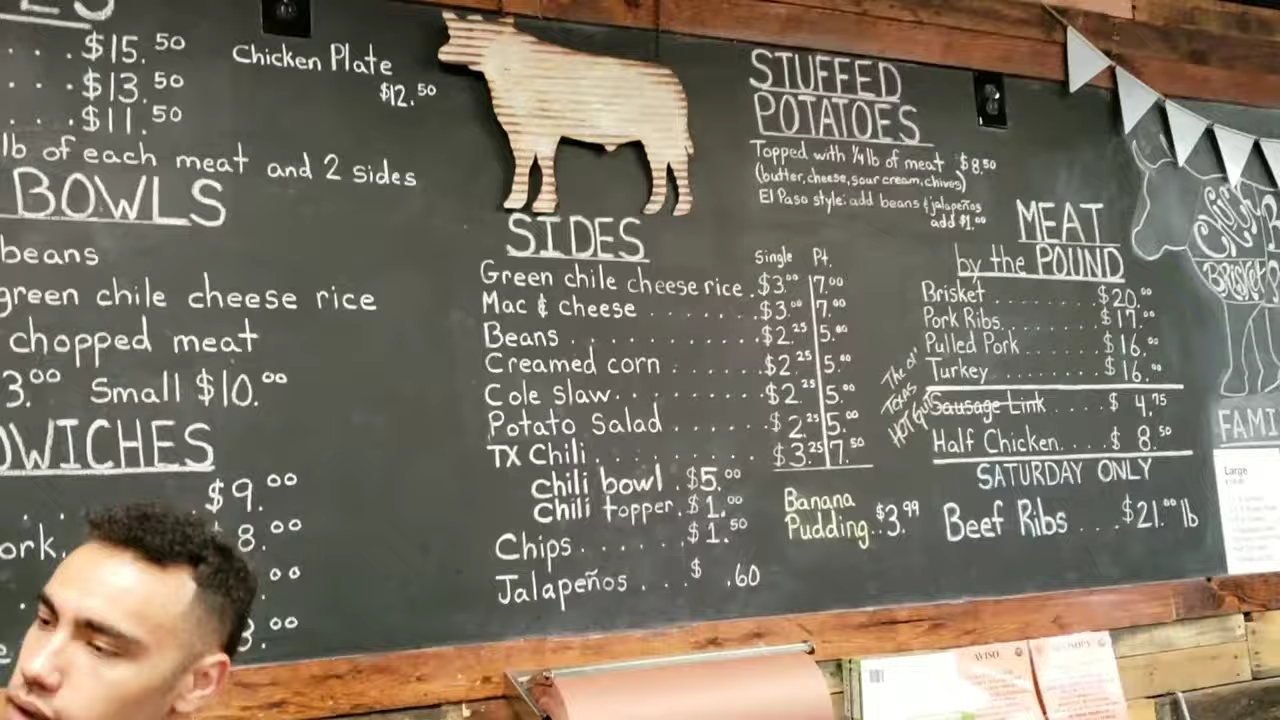 . . . $15.50
. . . $13.50
. . . $11.50
Chicken Plate
$12.50
lb of each meat and 2 sides
BOWLS
beans
green chile cheese rice
chopped meat
3.00 Small $10.00
WICHES
$9.00
ork. 8.00
.00
3.00
SIDES
Single Pt.
Green chile cheese rice . $3.00 7.00
Mac & cheese . . . . . . . $3.00 7.00
Beans . . . . . . . . . . . $2.25 5.00
Creamed corn . . . . . . $2.25 5.00
Cole Slaw . . . . . . . . . $2.25 5.00
Potato Salad . . . . . . . $2.25 5.00
TX Chili . . . . . . . . . . $3.25 7.50
Chili bowl . $5.00
Chili topper . $1.00
Chips . . . . . . $1.50
Jalapeños . . . $ .60
Banana
Pudding . . $3.99
STUFFED
POTATOES
Topped with 1/4 lb of meat $8.50
(butter, cheese, sour cream, chives)
El Paso style: add beans & jalapeños
add $1.00
MEAT
by the POUND
Brisket . . . . . . . . . $20.00
Pork Ribs . . . . . . . . $17.00
Pulled Pork . . . . . . . $16.00
Turkey . . . . . . . . . $16.00
The ol'
Texas
HOT GUT
Sausage Link . . . . $ 4.75
Half Chicken . . . . $ 8.50
SATURDAY ONLY
Beef Ribs . . . $21.00 lb
Chuck
Brisket
FAMI
Large
AVISO